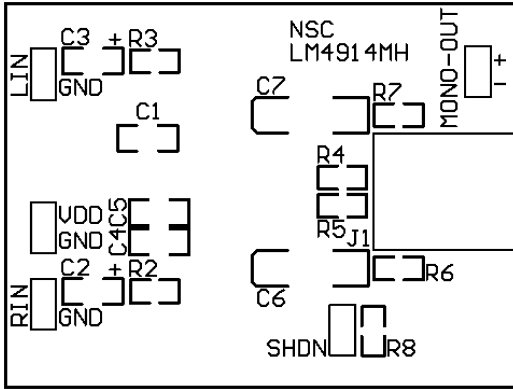 NSC
LM4914MH
C3 + R3
LIN
GND
MONO-OUT
+
-
C7
R7
C1
R4
VDD
GND
C5
C4
R5
J1
C2 + R2
RIN
GND
C6
R6
SHDN
R8